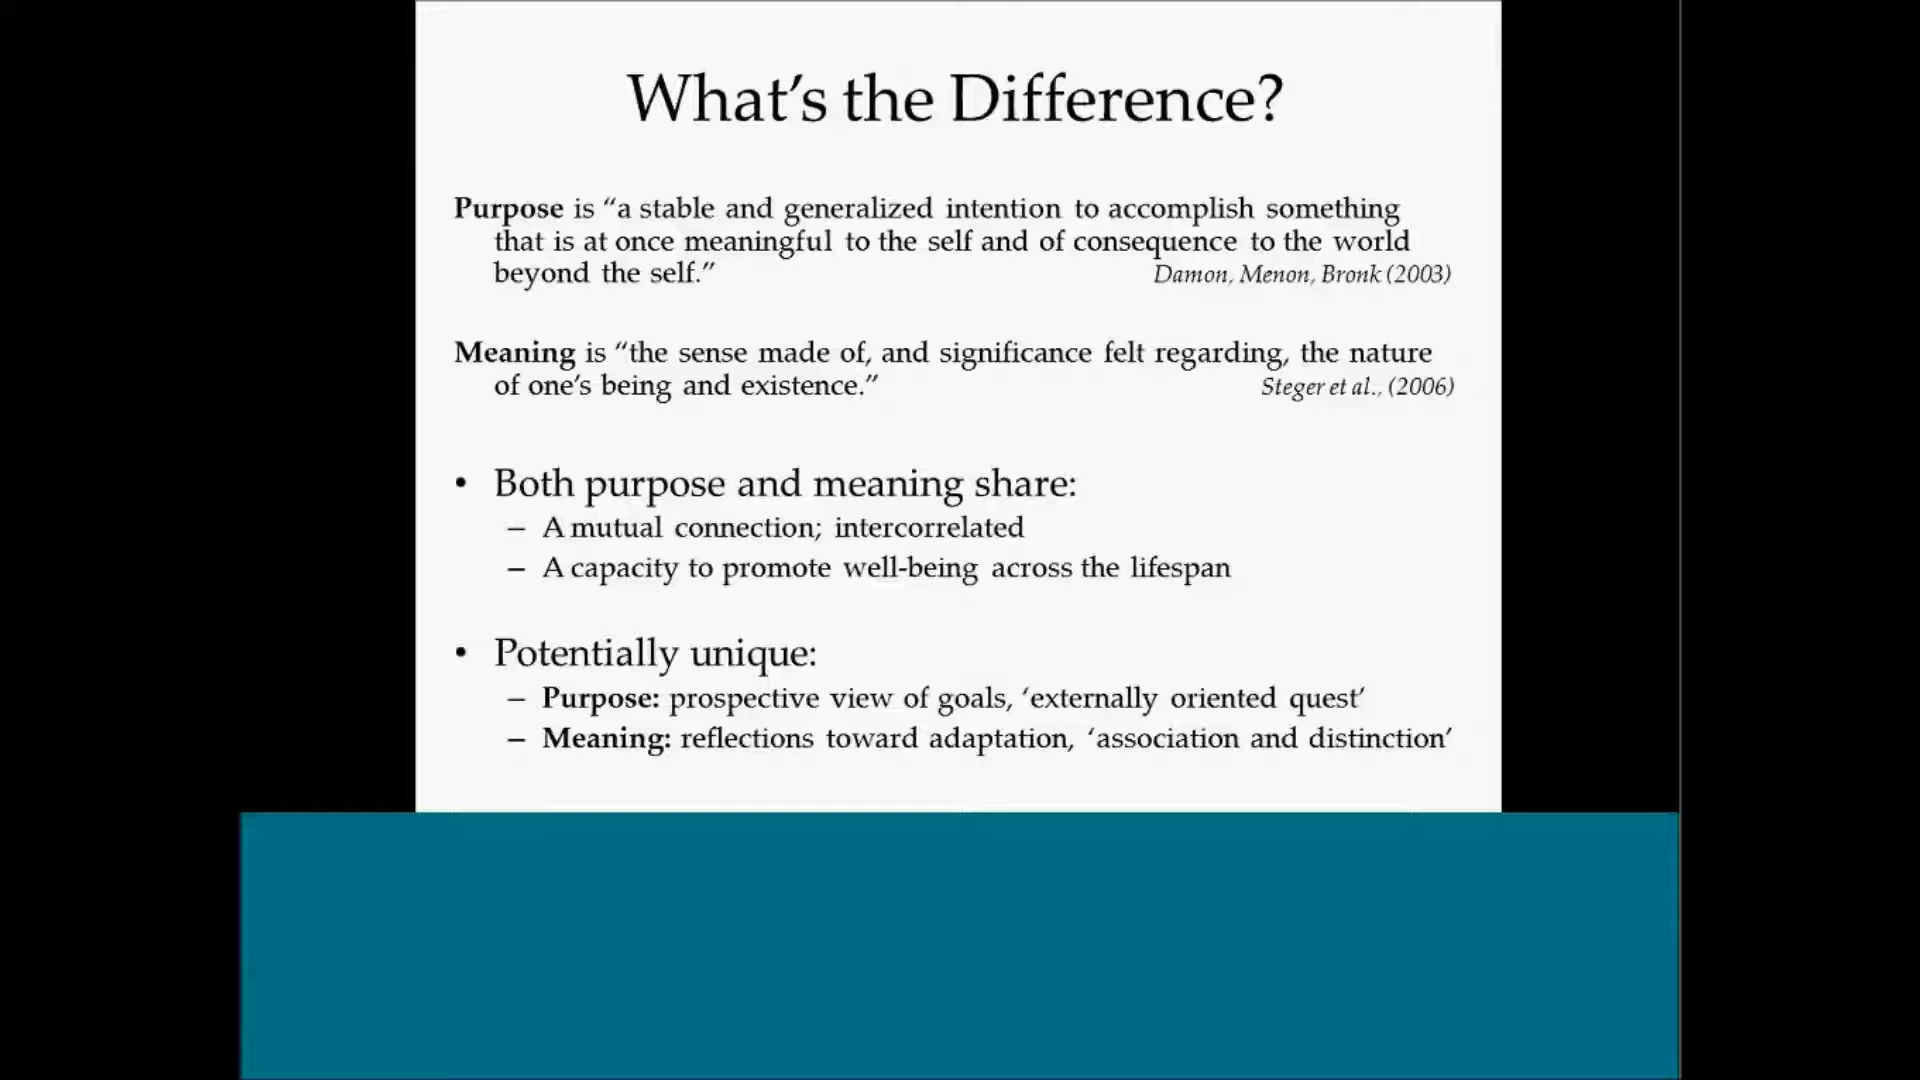 What’s the Difference?
Purpose is “a stable and generalized intention to accomplish something
that is at once meaningful to the self and of consequence to the world
beyond the self.” Damon, Menon, Bronk (2003)
Meaning is “the sense made of, and significance felt regarding, the nature
of one’s being and existence.” Steger et al., (2006)
• Both purpose and meaning share:
– A mutual connection; intercorrelated
– A capacity to promote well-being across the lifespan
• Potentially unique:
– Purpose: prospective view of goals, ‘externally oriented quest’
– Meaning: reflections toward adaptation, ‘association and distinction’